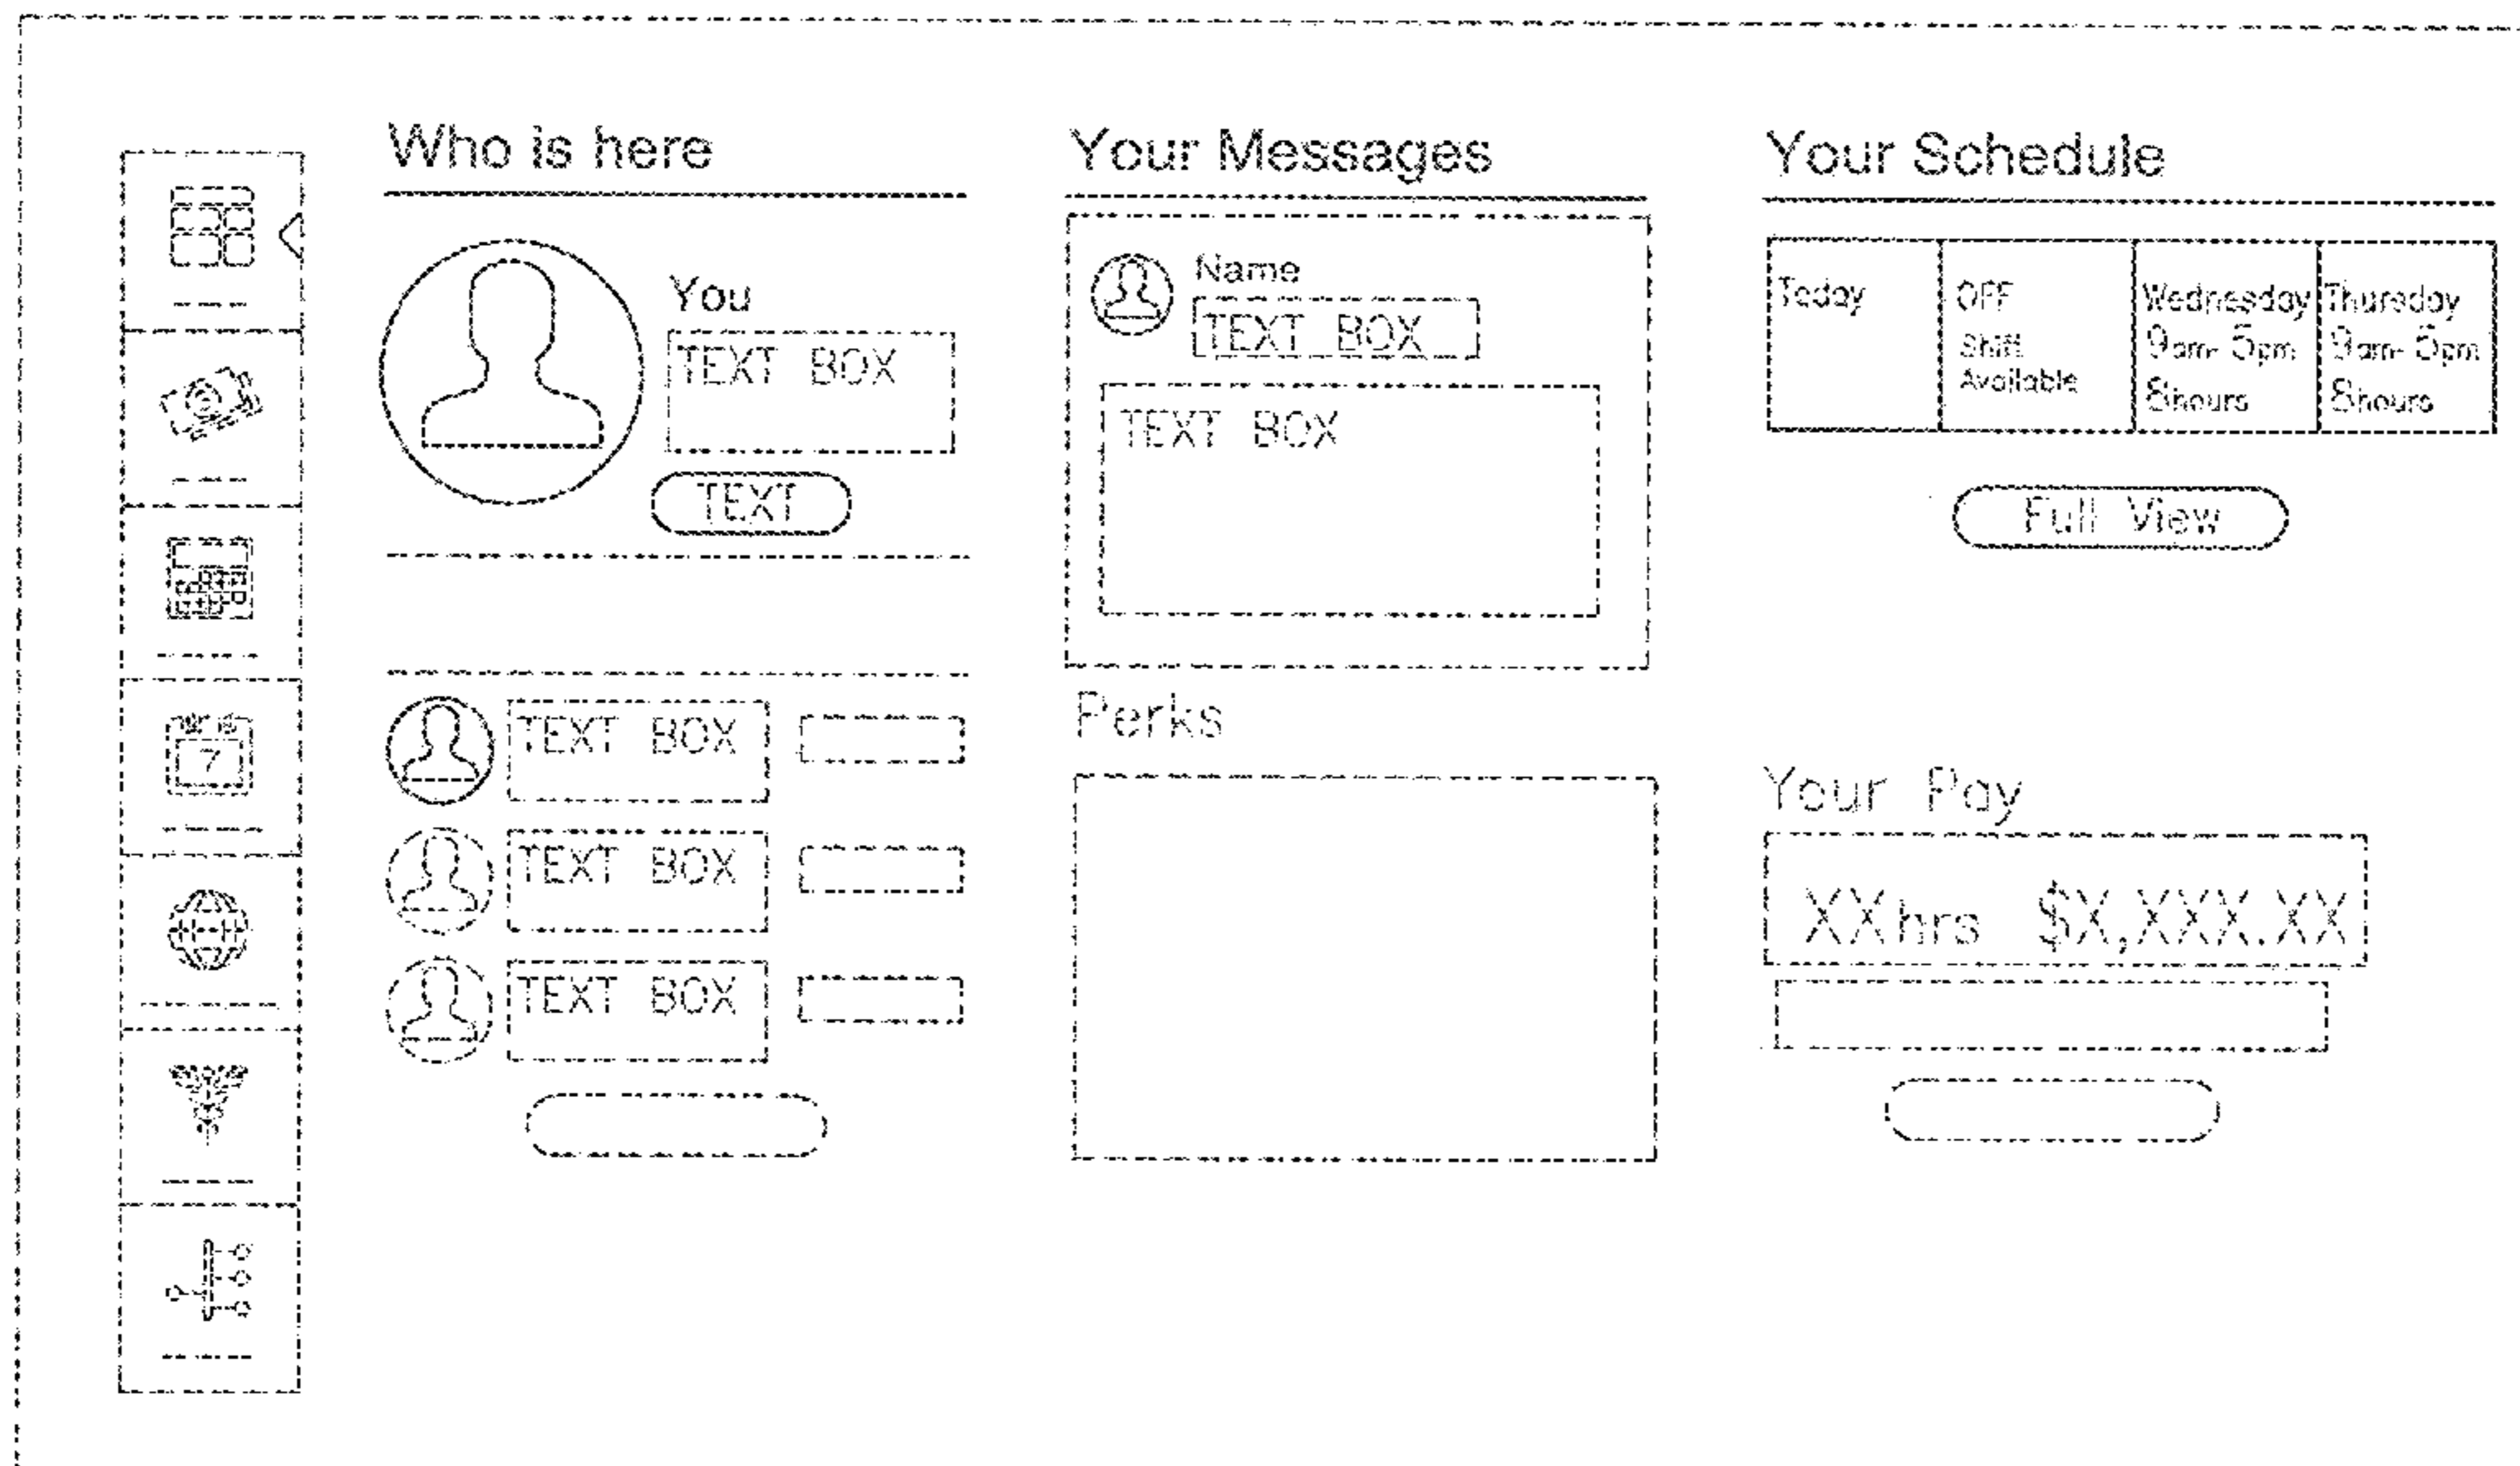 Who is here
You
TEXT BOX
TEXT
TEXT BOX
TEXT BOX
TEXT BOX
Your Messages
Name
TEXT BOX
TEXT BOX
Perks
Your Schedule
Today
OFF
Shift
Available
Wednesday
9am- 5pm
8hours
Thursday
9am- 5pm
8hours
Full View
Your Pay
XXhrs $X,XXX.XX
7